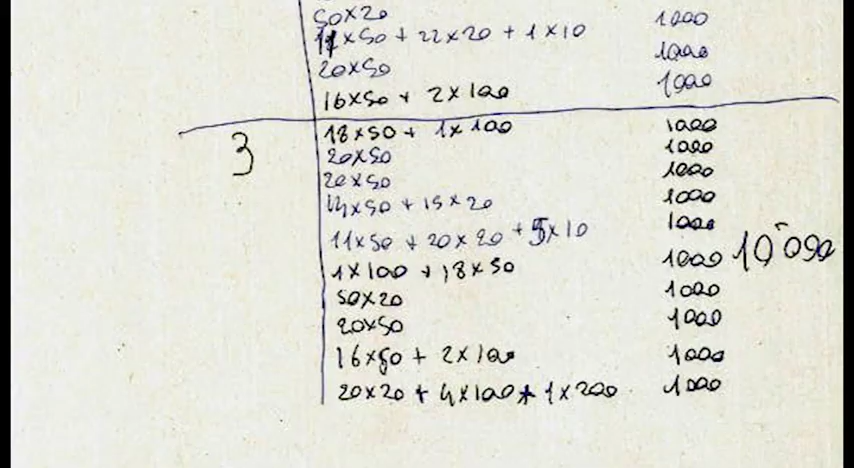 50x20 1000
11x50 + 22x20 + 1x10 1000
20x50 1000
16x50 + 2x100 1000
3 18x50 + 1x100 1000
20x50 1000
20x50 1000
14x50 + 15x20 1000
11x50 + 20x20 + 5x10 1000
1x100 + 18x50 1000 10'000
50x20 1000
20x50 1000
16x50 + 2x100 1000
20x20 + 4x100 + 1x200 1000